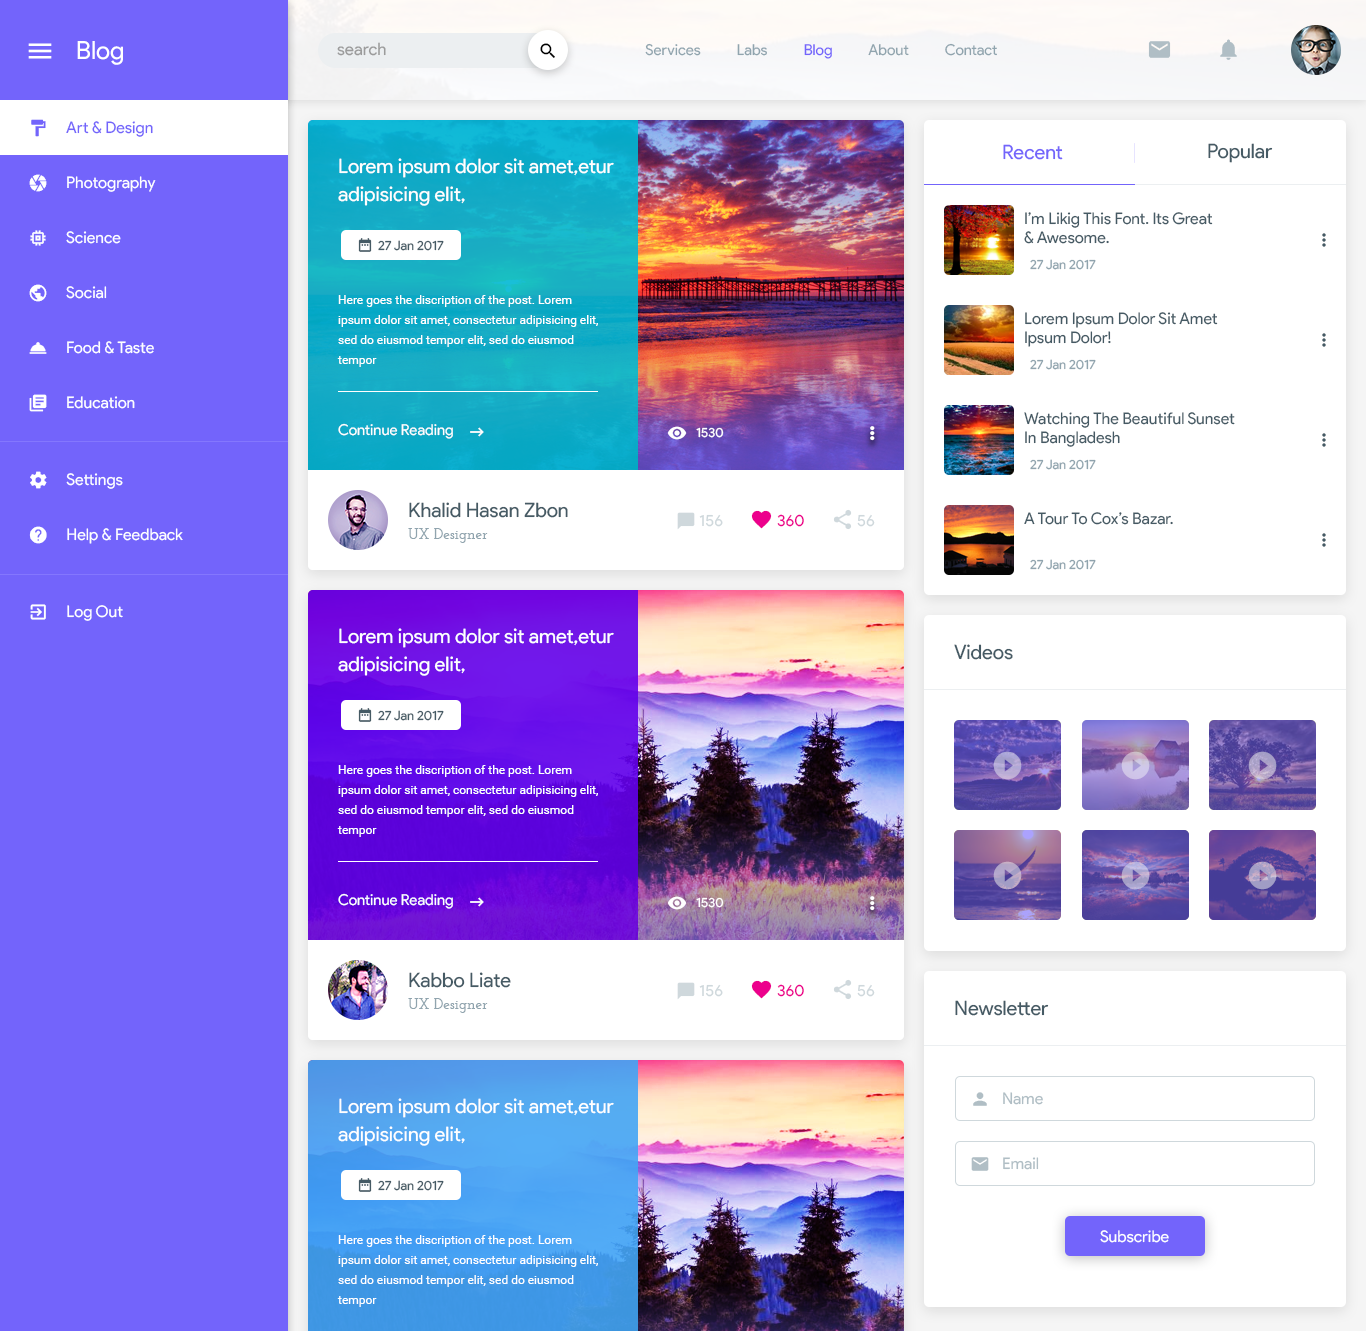 Blog
search
Services
Labs
Blog
About
Contact
Art & Design
Photography
Science
Social
Food & Taste
Education
Settings
Help & Feedback
Log Out
Lorem ipsum dolor sit amet,etur
adipisicing elit,
27 Jan 2017
Here goes the discription of the post. Lorem
ipsum dolor sit amet, consectetur adipisicing elit,
sed do eiusmod tempor elit, sed do eiusmod
tempor
Continue Reading
1530
Khalid Hasan Zbon
UX Designer
156
360
56
Lorem ipsum dolor sit amet,etur
adipisicing elit,
27 Jan 2017
Here goes the discription of the post. Lorem
ipsum dolor sit amet, consectetur adipisicing elit,
sed do eiusmod tempor elit, sed do eiusmod
tempor
Continue Reading
1530
Kabbo Liate
UX Designer
156
360
56
Lorem ipsum dolor sit amet,etur
adipisicing elit,
27 Jan 2017
Here goes the discription of the post. Lorem
ipsum dolor sit amet, consectetur adipisicing elit,
sed do eiusmod tempor elit, sed do eiusmod
tempor
Recent
Popular
I'm Likig This Font. Its Great
& Awesome.
27 Jan 2017
Lorem Ipsum Dolor Sit Amet
Ipsum Dolor!
27 Jan 2017
Watching The Beautiful Sunset
In Bangladesh
27 Jan 2017
A Tour To Cox's Bazar.
27 Jan 2017
Videos
Newsletter
Name
Email
Subscribe